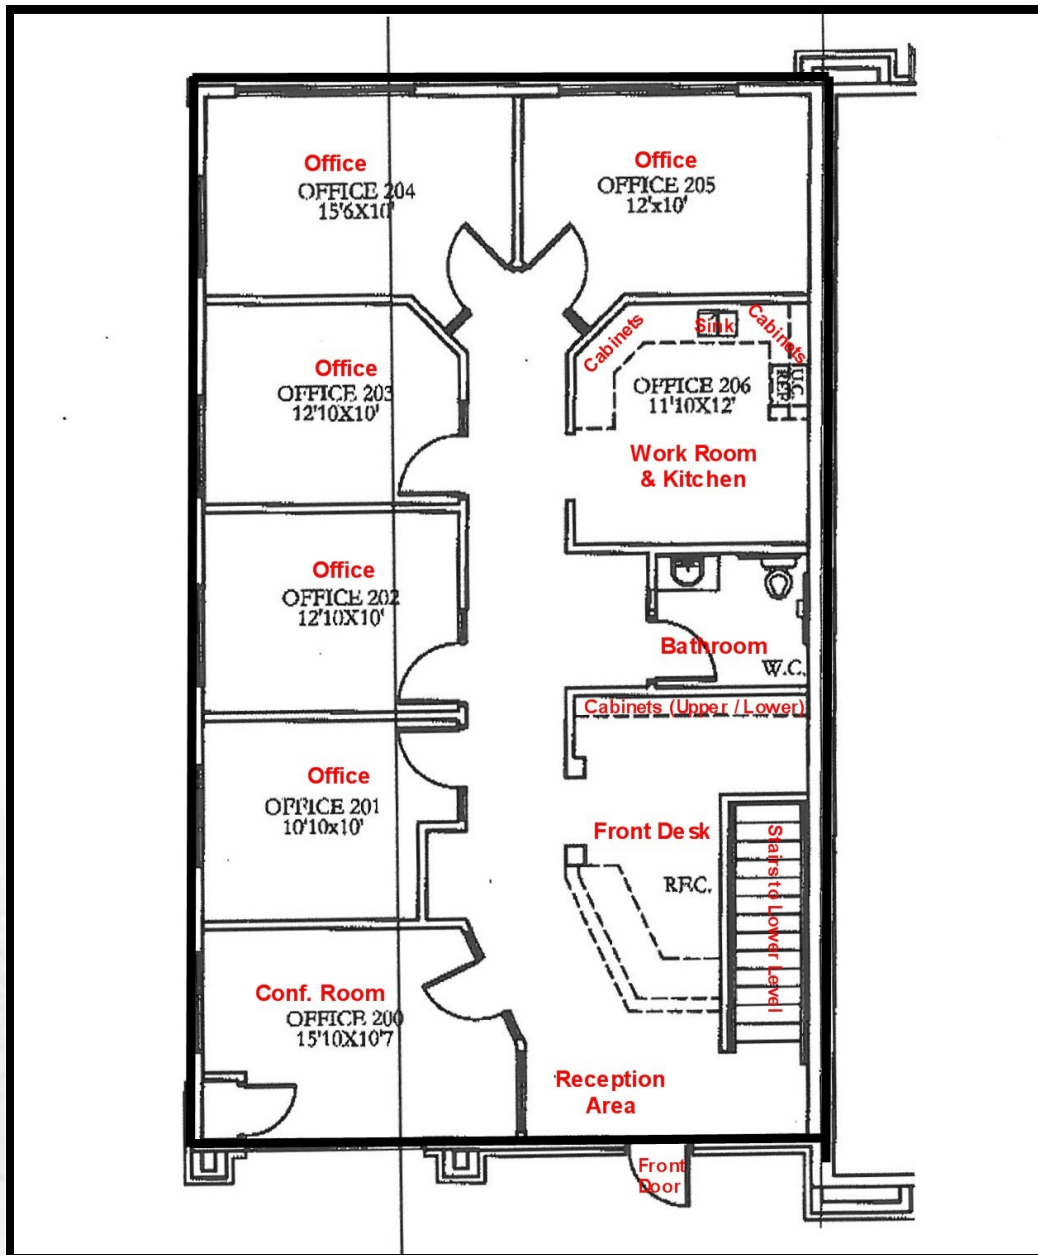 Office
OFFICE 204
15'6X10'
Office
OFFICE 205
12'x10'
Cabinets
Sink
Cabinets
Office
OFFICE 203
12'10X10'
OFFICE 206
11'10X12'
REF.
U.C.
Work Room
& Kitchen
Office
OFFICE 202
12'10X10'
Bathroom
W.C.
Cabinets (Upper / Lower)
Office
OFFICE 201
10'10x10'
Front Desk
REC.
Stairs to Lower Level
Conf. Room
OFFICE 200
15'10X10'7
Reception
Area
Front
Door